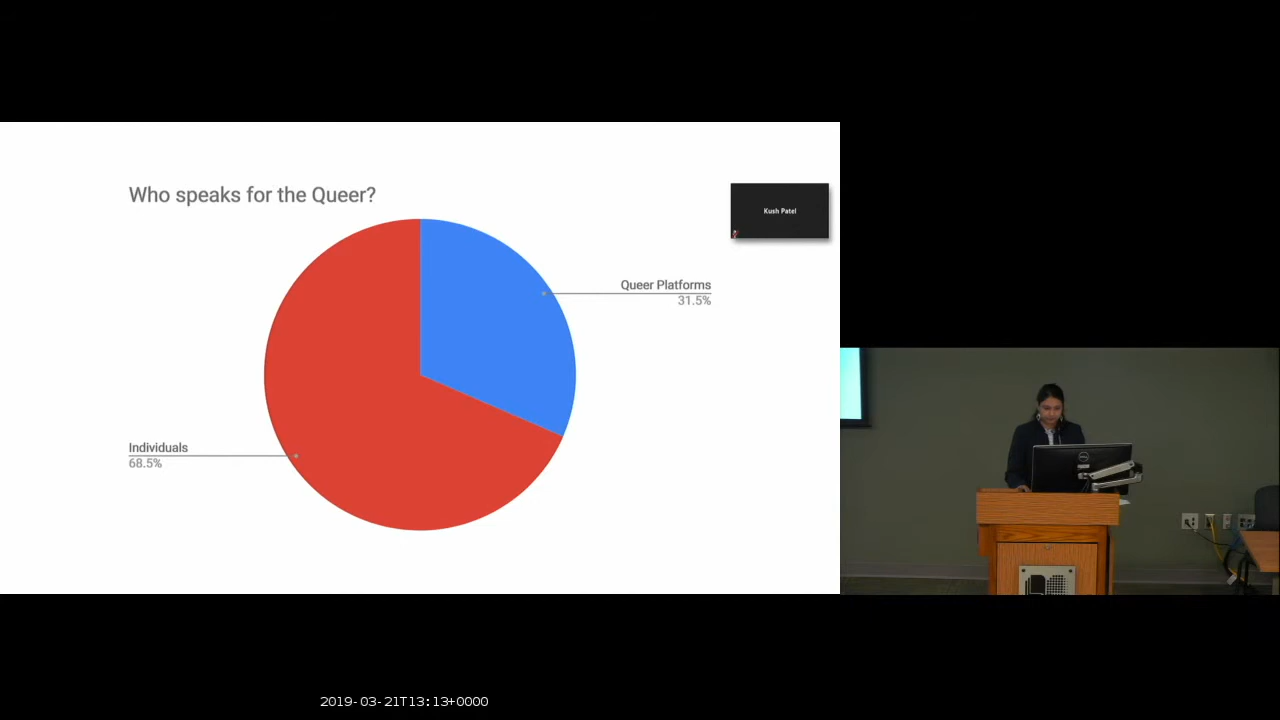 Who speaks for the Queer?
Kush Patel
Queer Platforms
31.5%
Individuals
68.5%
2019-03-21T13:13+0000